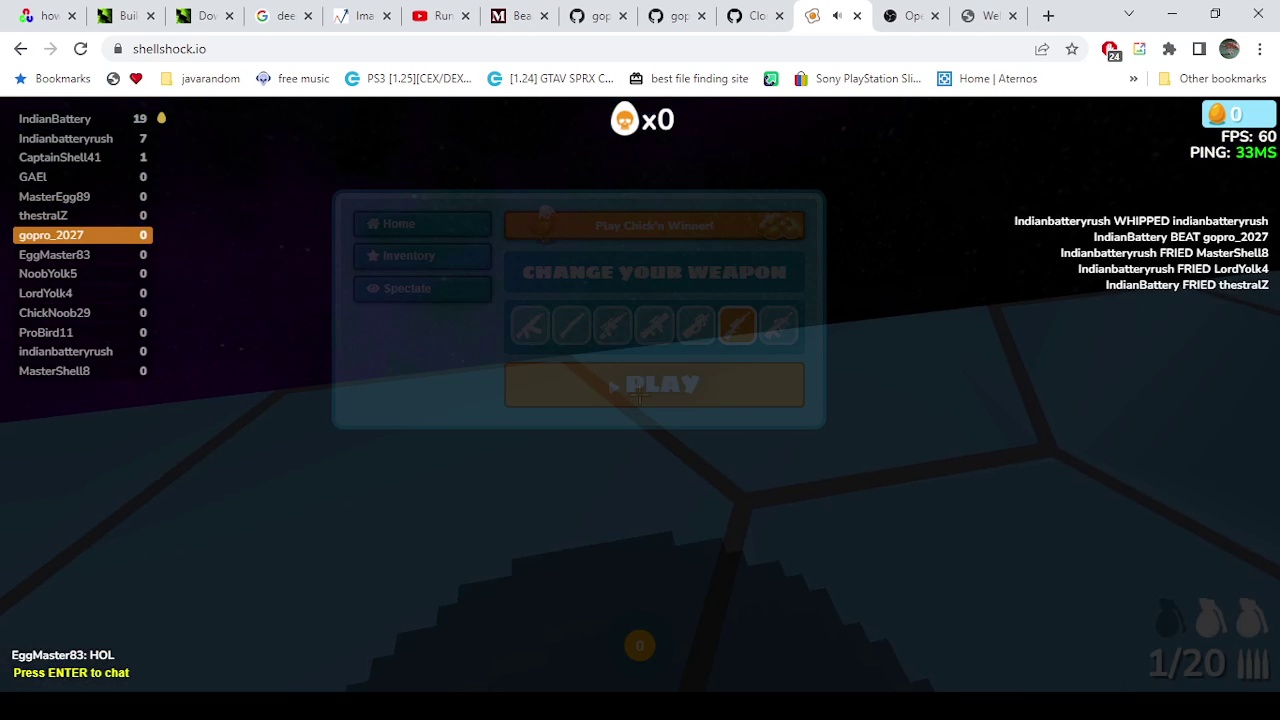 how
Buil
Dov
dee
Ima
Run
Bea
gop
gop
Clo
Ope
Wel
shellshock.io
24
Bookmarks
javarandom
free music
PS3 [1.25][CEX/DEX...
[1.24] GTAV SPRX C...
best file finding site
Sony PlayStation Sli...
Home | Aternos
»
Other bookmarks
IndianBattery 19
Indianbatteryrush 7
CaptainShell41 1
GAEl 0
MasterEgg89 0
thestralZ 0
gopro_2027 0
EggMaster83 0
NoobYolk5 0
LordYolk4 0
ChickNoob29 0
ProBird11 0
indianbatteryrush 0
MasterShell8 0
x0
0
FPS: 60
PING: 33MS
Indianbatteryrush WHIPPED indianbatteryrush
IndianBattery BEAT gopro_2027
Indianbatteryrush FRIED MasterShell8
Indianbatteryrush FRIED LordYolk4
IndianBattery FRIED thestralZ
Home
Inventory
Spectate
Play Chick'n Winner!
CHANGE YOUR WEAPON
PLAY
0
EggMaster83: HOL
Press ENTER to chat
1/20